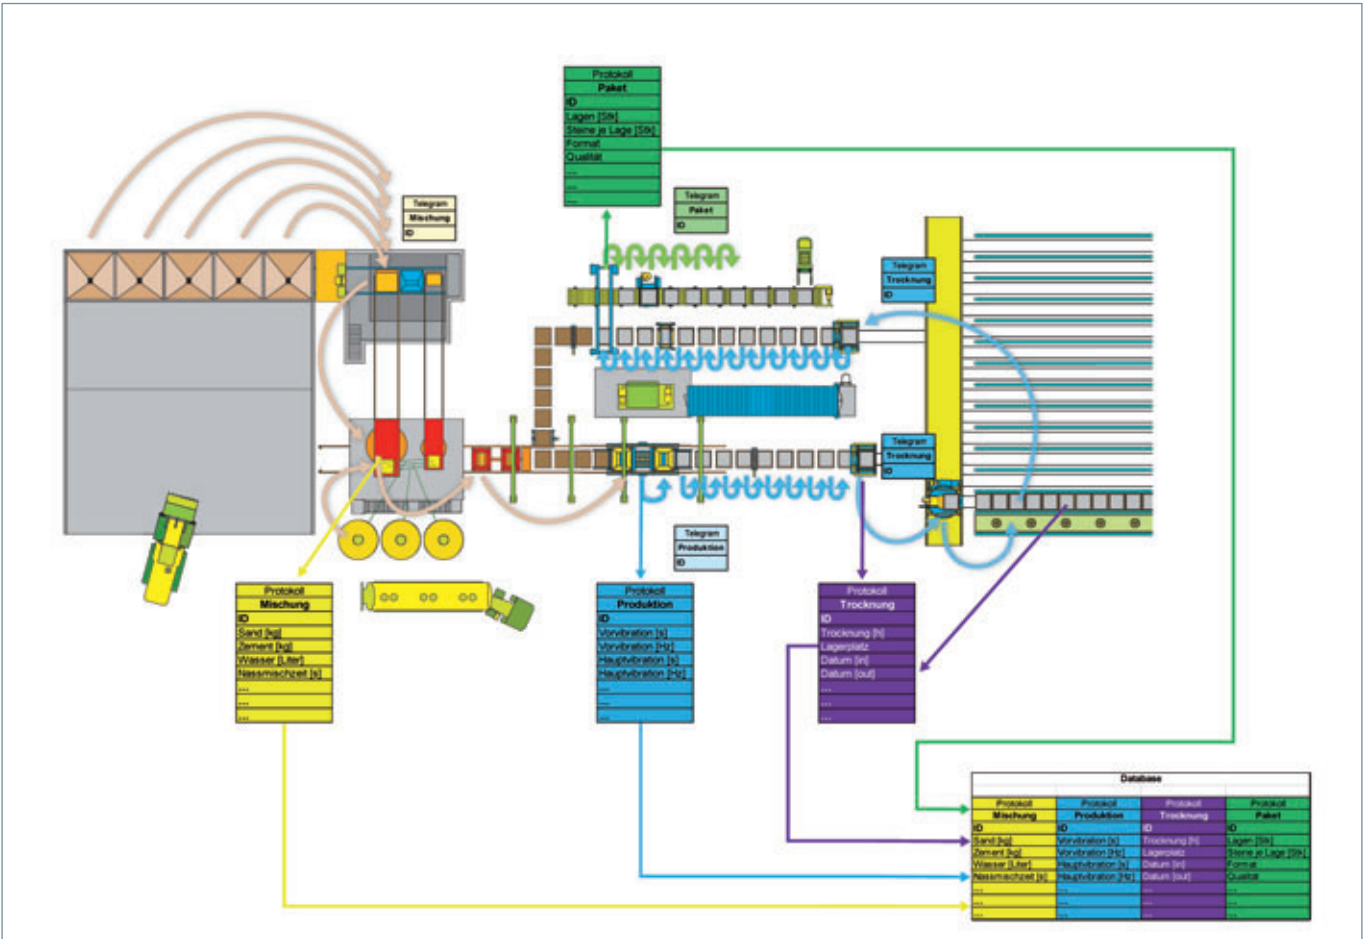 Protokoll
Paket
ID
Lagen [Stk]
Steine je Lage [Stk]
Format
Qualität
...
...
...
Telegram
Mischung
ID
Telegram
Paket
ID
Telegram
Trocknung
ID
Telegram
Trocknung
ID
Telegram
Produktion
ID
Protokoll
Mischung
ID
Sand [kg]
Zement [kg]
Wasser [Liter]
Nassmischzeit [s]
...
...
...
Protokoll
Produktion
ID
Vorvibration [s]
Vorvibration [Hz]
Hauptvibration [s]
Hauptvibration [Hz]
...
...
...
Protokoll
Trocknung
ID
Trocknung [h]
Lagerplatz
Datum [in]
Datum [out]
...
...
...
Database
Protokoll Protokoll Protokoll Protokoll
Mischung Produktion Trocknung Paket
ID ID ID ID
Sand [kg] Vorvibration [s] Trocknung [h] Lagen [Stk]
Zement [kg] Vorvibration [Hz] Lagerplatz Steine je Lage [Stk]
Wasser [Liter] Hauptvibration [s] Datum [in] Format
Nassmischzeit [s] Hauptvibration [Hz] Datum [out] Qualität
... ... ... ...
... ... ... ...
... ... ... ...